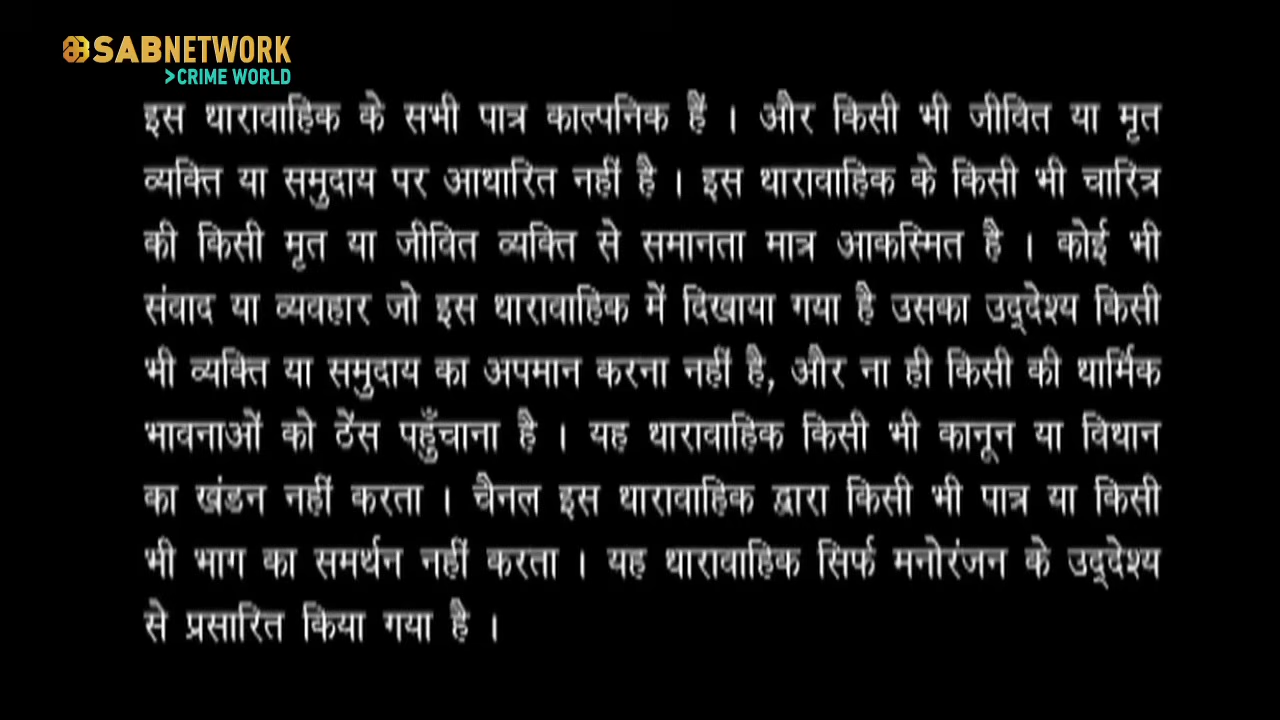 SABNETWORK
>CRIME WORLD
इस धारावाहिक के सभी पात्र काल्पनिक हैं । और किसी भी जीवित या मृत
व्यक्ति या समुदाय पर आधारित नहीं है । इस धारावाहिक के किसी भी चारित्र
की किसी मृत या जीवित व्यक्ति से समानता मात्र आकस्मित है । कोई भी
संवाद या व्यवहार जो इस धारावाहिक में दिखाया गया है उसका उद्‌देश्य किसी
भी व्यक्ति या समुदाय का अपमान करना नहीं है, और ना ही किसी की धार्मिक
भावनाओं को ठेंस पहुँचाना है । यह धारावाहिक किसी भी कानून या विधान
का खंडन नहीं करता । चैनल इस धारावाहिक द्वारा किसी भी पात्र या किसी
भी भाग का समर्थन नहीं करता । यह धारावाहिक सिर्फ मनोरंजन के उद्‌देश्य
से प्रसारित किया गया है ।